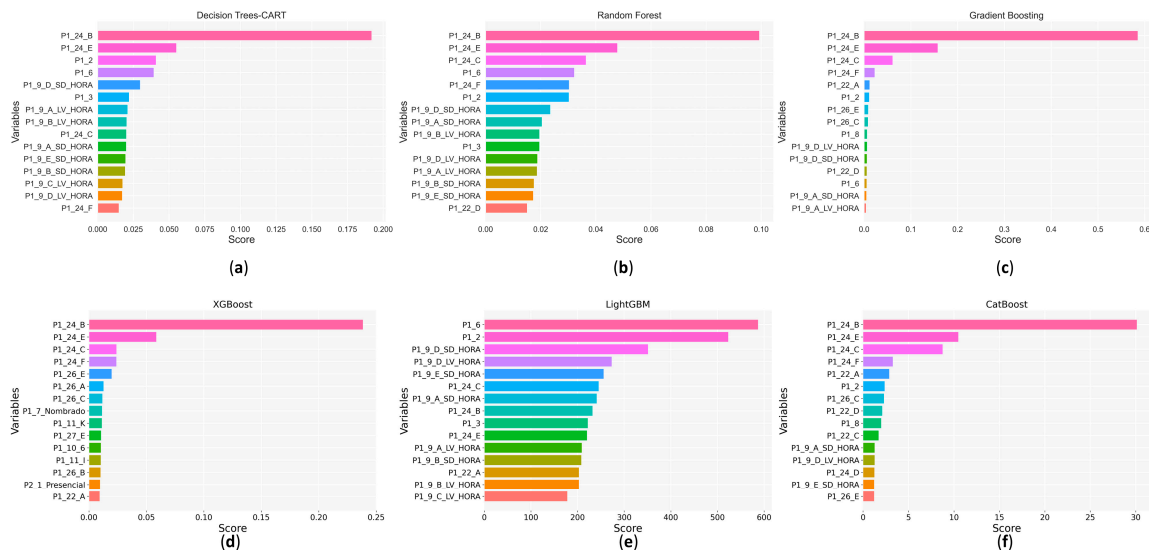 Decision Trees-CART
P1_24_B
P1_24_E
P1_2
P1_6
P1_9_D_SD_HORA
P1_3
P1_9_A_LV_HORA
P1_9_B_LV_HORA
P1_24_C
P1_9_A_SD_HORA
P1_9_E_SD_HORA
P1_9_B_SD_HORA
P1_9_C_LV_HORA
P1_9_D_LV_HORA
P1_24_F
Variables
0.000 0.025 0.050 0.075 0.100 0.125 0.150 0.175 0.200
Score
(a)
Random Forest
P1_24_B
P1_24_E
P1_24_C
P1_6
P1_24_F
P1_2
P1_9_D_SD_HORA
P1_9_A_SD_HORA
P1_9_B_LV_HORA
P1_3
P1_9_D_LV_HORA
P1_9_A_LV_HORA
P1_9_B_SD_HORA
P1_9_E_SD_HORA
P1_22_D
Variables
0.00 0.02 0.04 0.06 0.08 0.10
Score
(b)
Gradient Boosting
P1_24_B
P1_24_E
P1_24_C
P1_24_F
P1_22_A
P1_2
P1_26_E
P1_26_C
P1_8
P1_9_D_LV_HORA
P1_9_D_SD_HORA
P1_22_D
P1_6
P1_9_A_SD_HORA
P1_9_A_LV_HORA
Variables
0.0 0.1 0.2 0.3 0.4 0.5 0.6
Score
(c)
XGBoost
P1_24_B
P1_24_E
P1_24_C
P1_24_F
P1_26_E
P1_26_A
P1_26_C
P1_7_Nombrado
P1_11_K
P1_27_E
P1_10_6
P1_11_I
P1_26_B
P2_1_Presencial
P1_22_A
Variables
0.00 0.05 0.10 0.15 0.20 0.25
Score
(d)
LightGBM
P1_6
P1_2
P1_9_D_SD_HORA
P1_9_D_LV_HORA
P1_9_E_SD_HORA
P1_24_C
P1_9_A_SD_HORA
P1_24_B
P1_3
P1_24_E
P1_9_A_LV_HORA
P1_9_B_SD_HORA
P1_22_A
P1_9_B_LV_HORA
P1_9_C_LV_HORA
Variables
0 100 200 300 400 500 600
Score
(e)
CatBoost
P1_24_B
P1_24_E
P1_24_C
P1_24_F
P1_22_A
P1_2
P1_26_C
P1_22_D
P1_8
P1_22_C
P1_9_A_SD_HORA
P1_9_D_LV_HORA
P1_24_D
P1_9_E_SD_HORA
P1_26_E
Variables
0 5 10 15 20 25 30
Score
(f)